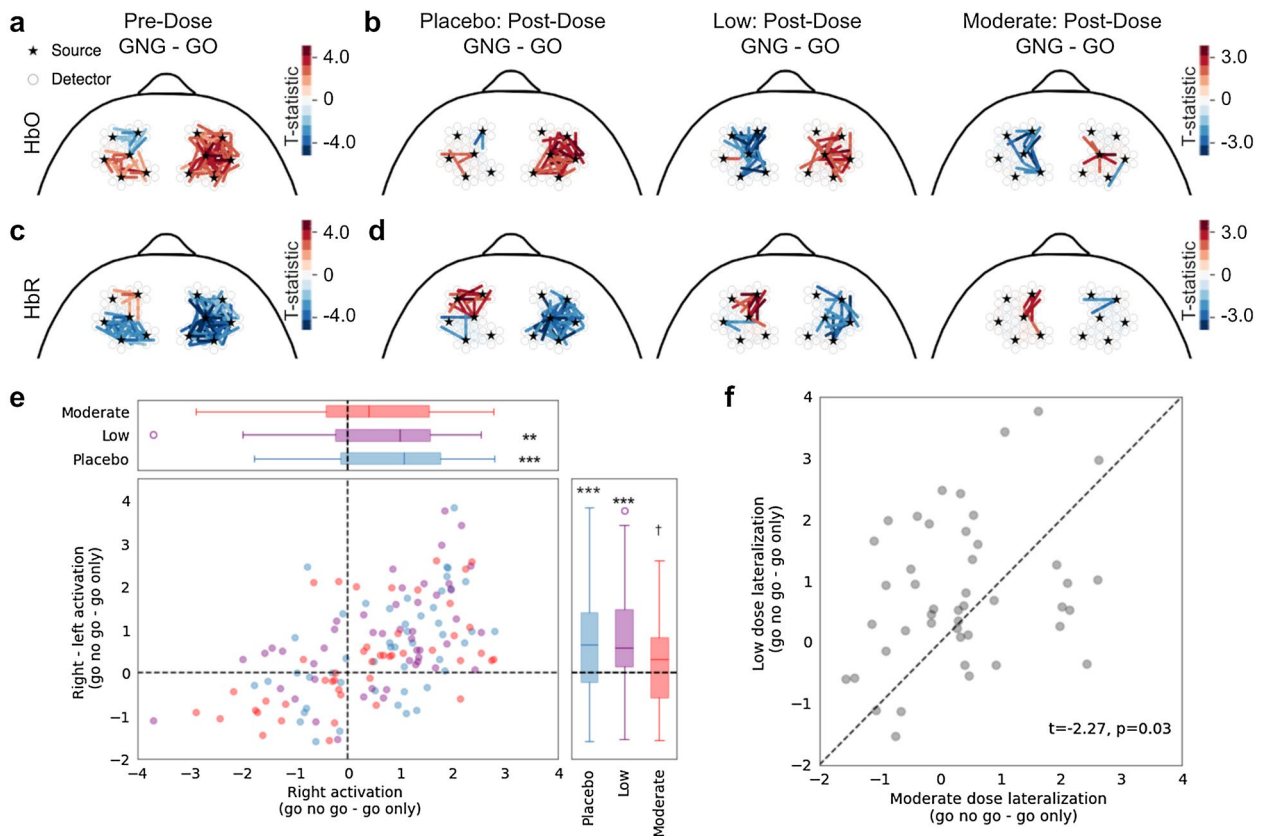 a
Pre-Dose
GNG - GO
★ Source
Detector
HbO
4.0
0
-4.0
T-statistic
b
Placebo: Post-Dose
GNG - GO
Low: Post-Dose
GNG - GO
Moderate: Post-Dose
GNG - GO
3.0
0
-3.0
T-statistic
c
HbR
4.0
0
-4.0
T-statistic
d
3.0
0
-3.0
T-statistic
e
Moderate
Low
Placebo
**
***
4
3
2
1
0
−1
−2
Right - left activation
(go no go - go only)
−4 −3 −2 −1 0 1 2 3 4
Right activation
(go no go - go only)
***
***
†
Placebo
Low
Moderate
f
4
3
2
1
0
−1
−2
Low dose lateralization
(go no go - go only)
t=-2.27, p=0.03
−2 −1 0 1 2 3 4
Moderate dose lateralization
(go no go - go only)